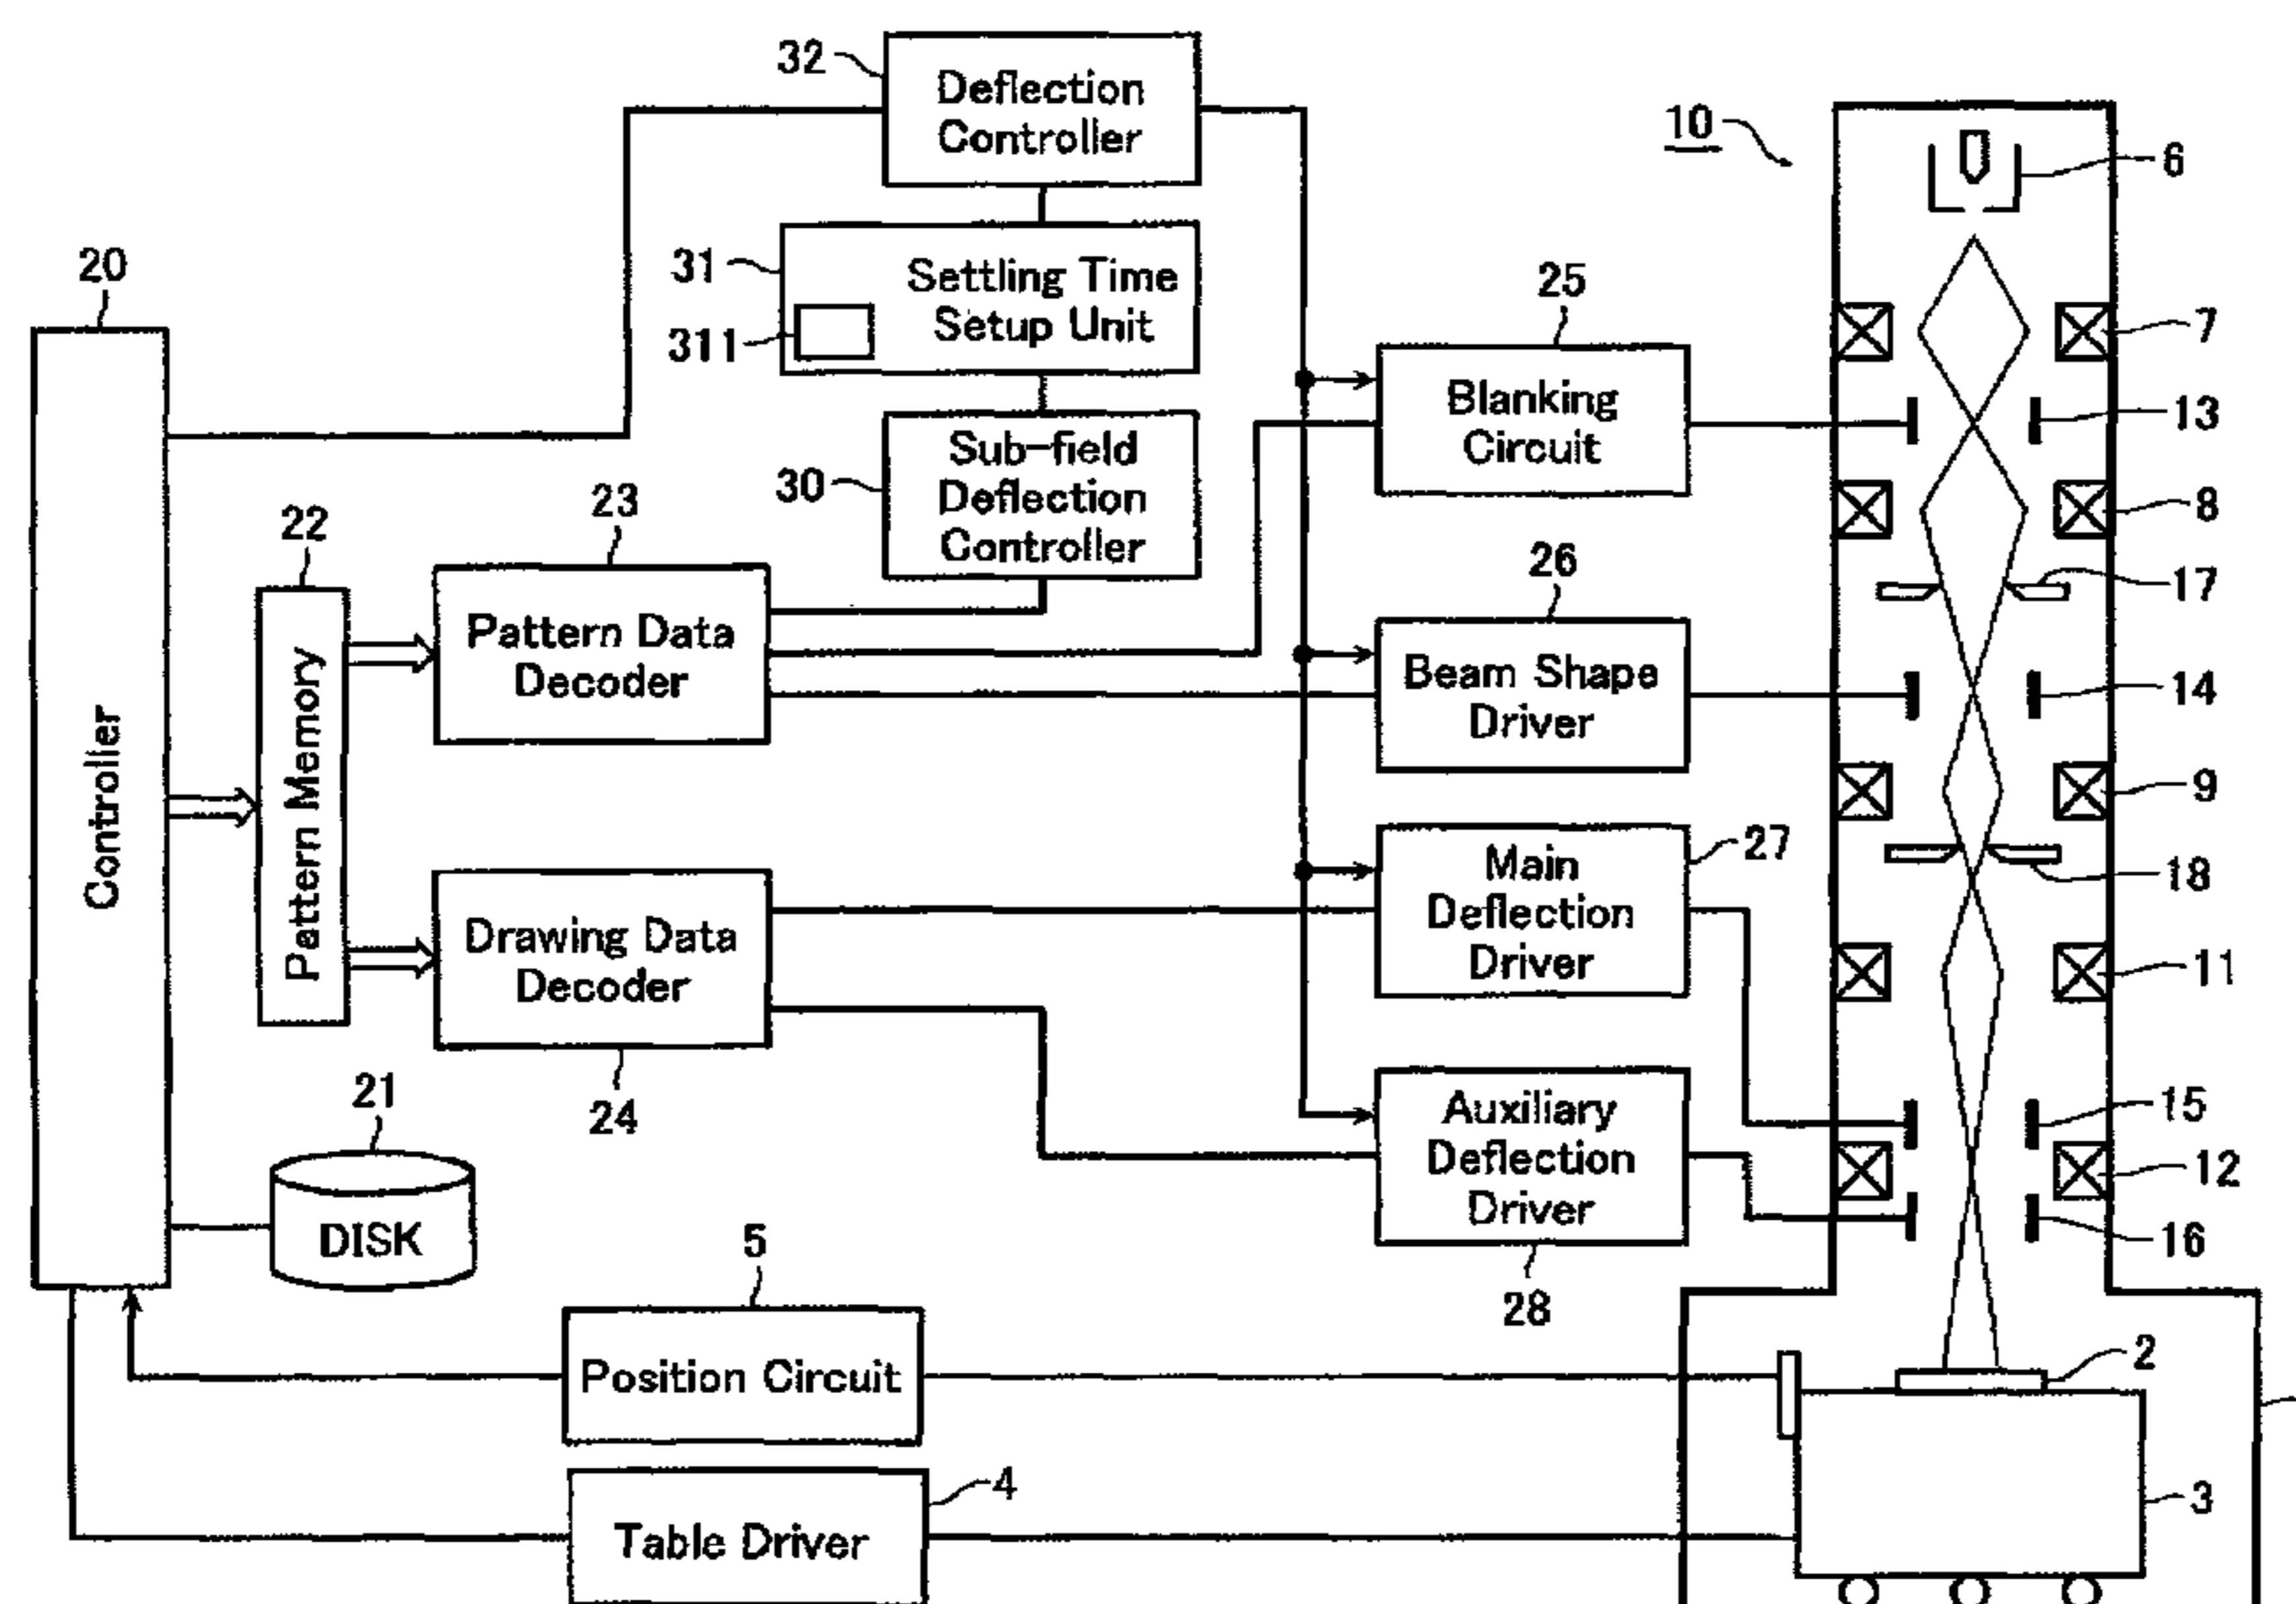 32
Deflection
Controller
10
6
20
31
Settling Time
Setup Unit
311
25
7
Blanking
Circuit
13
30
Sub-field
Deflection
Controller
8
22
23
26
17
Pattern Data
Decoder
Beam Shape
Driver
14
Controller
Pattern Memory
9
Main
Deflection
Driver
27
18
Drawing Data
Decoder
11
24
21
DISK
Auxiliary
Deflection
Driver
15
12
16
28
5
Position Circuit
2
4
Table Driver
3